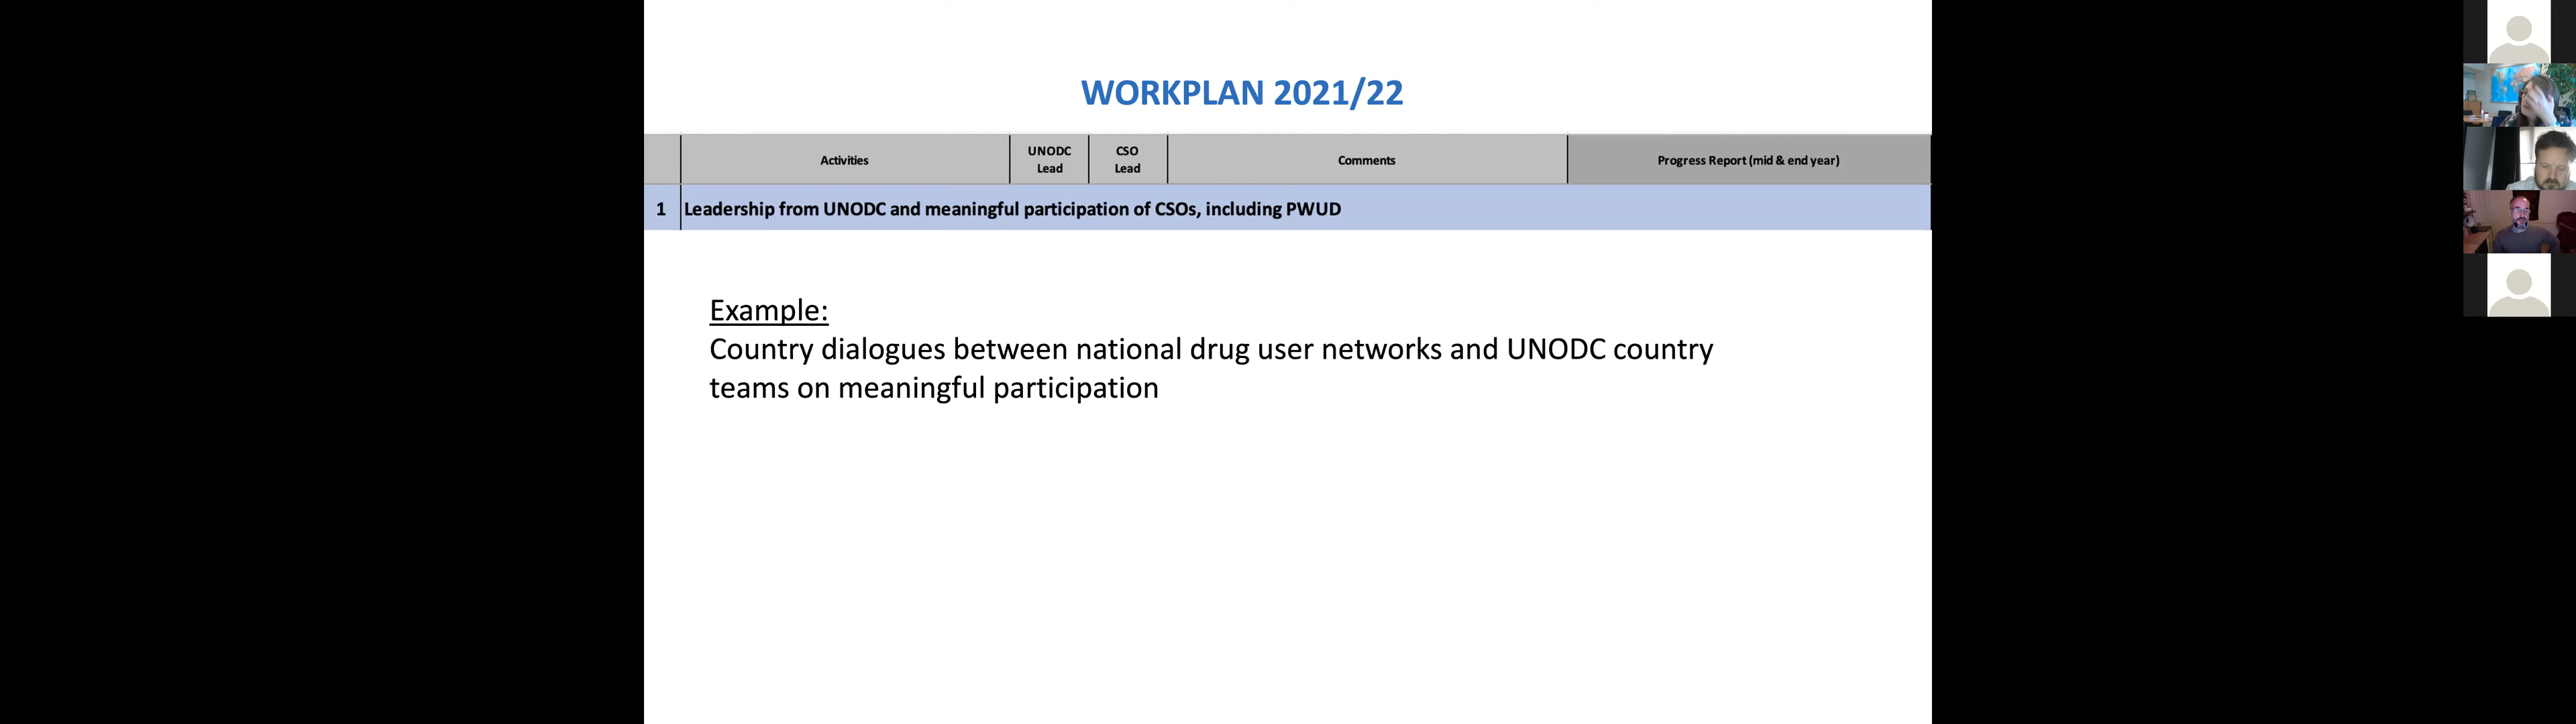 WORKPLAN 2021/22
Activities
UNODC
Lead
CSO
Lead
Comments
Progress Report (mid & end year)
1 Leadership from UNODC and meaningful participation of CSOs, including PWUD
Example:
Country dialogues between national drug user networks and UNODC country
teams on meaningful participation